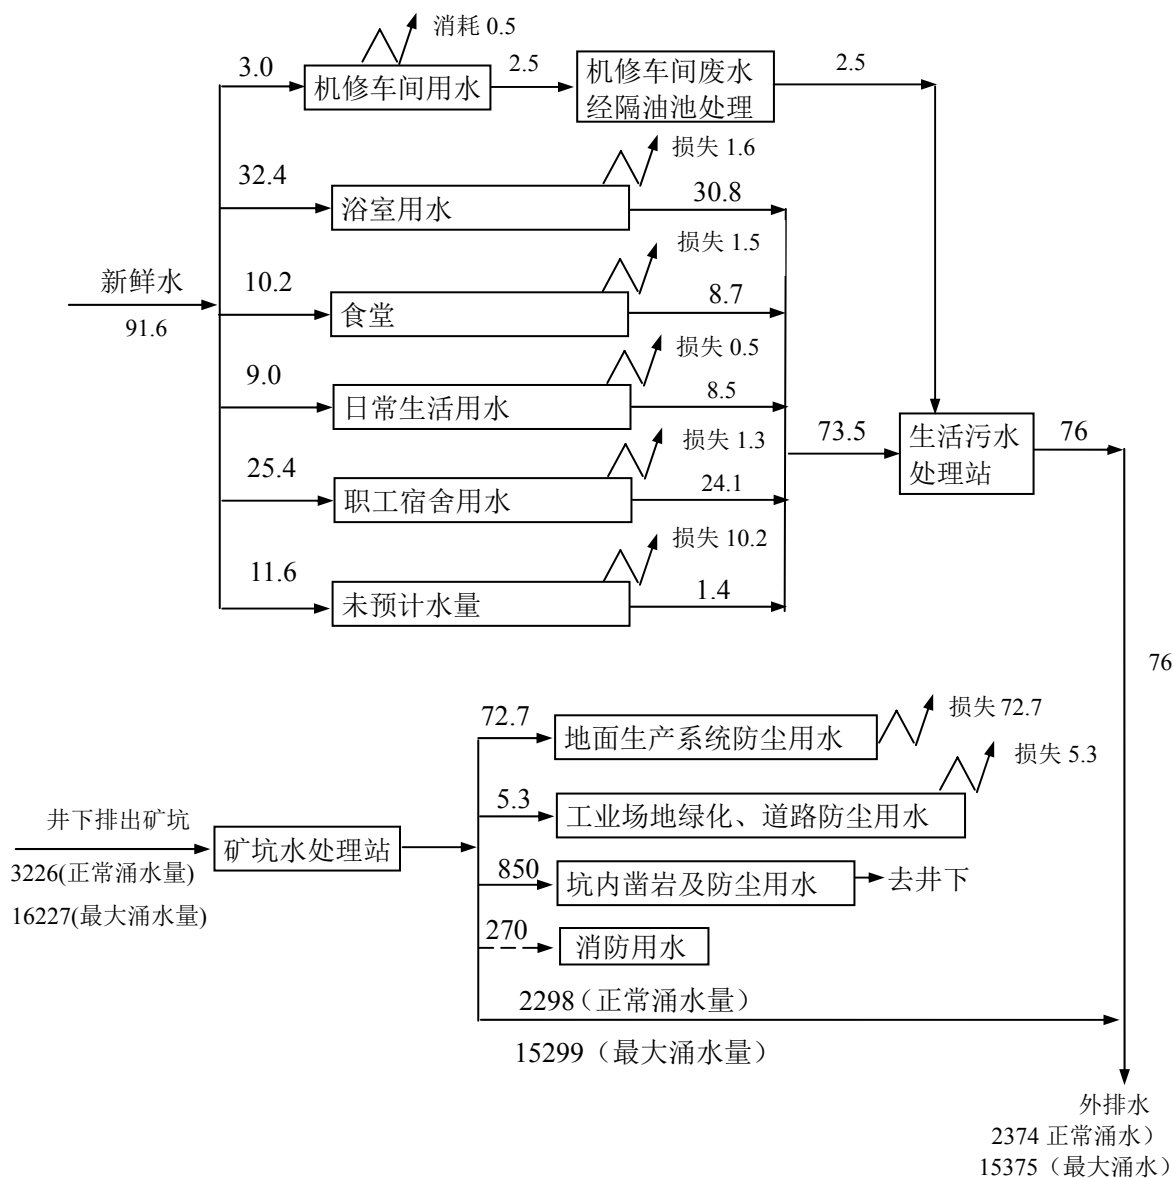 消耗 0.5
3.0
机修车间用水
2.5
机修车间废水
经隔油池处理
2.5
损失 1.6
32.4
浴室用水
30.8
损失 1.5
新鲜水
91.6
10.2
食堂
8.7
损失 0.5
9.0
日常生活用水
8.5
损失 1.3
25.4
职工宿舍用水
24.1
73.5
生活污水
处理站
76
损失 10.2
11.6
未预计水量
1.4
76
72.7
地面生产系统防尘用水
损失 72.7
损失 5.3
井下排出矿坑
3226(正常涌水量)
16227(最大涌水量)
矿坑水处理站
5.3
工业场地绿化、道路防尘用水
850
坑内凿岩及防尘用水
去井下
270
消防用水
2298（正常涌水量）
15299（最大涌水量）
外排水
2374 正常涌水）
15375（最大涌水）